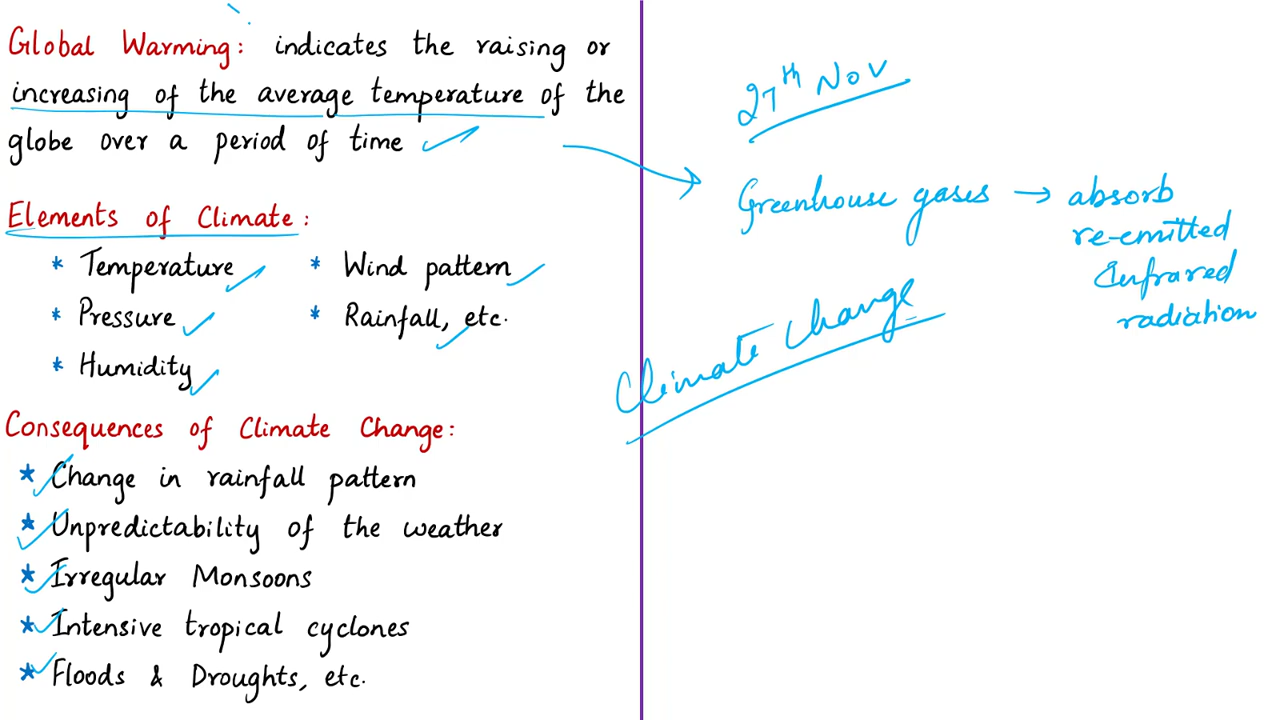 Global Warming: indicates the raising or
increasing of the average temperature of the
globe over a period of time
Elements of Climate:
* Temperature
* Wind pattern
* Pressure
* Rainfall, etc.
* Humidity
Consequences of Climate Change:
* Change in rainfall pattern
* Unpredictability of the weather
* Irregular Monsoons
* Intensive tropical cyclones
* Floods & Droughts, etc.
27th Nov
Greenhouse gases → absorb
re-emitted
Infrared
radiation
Climate Change